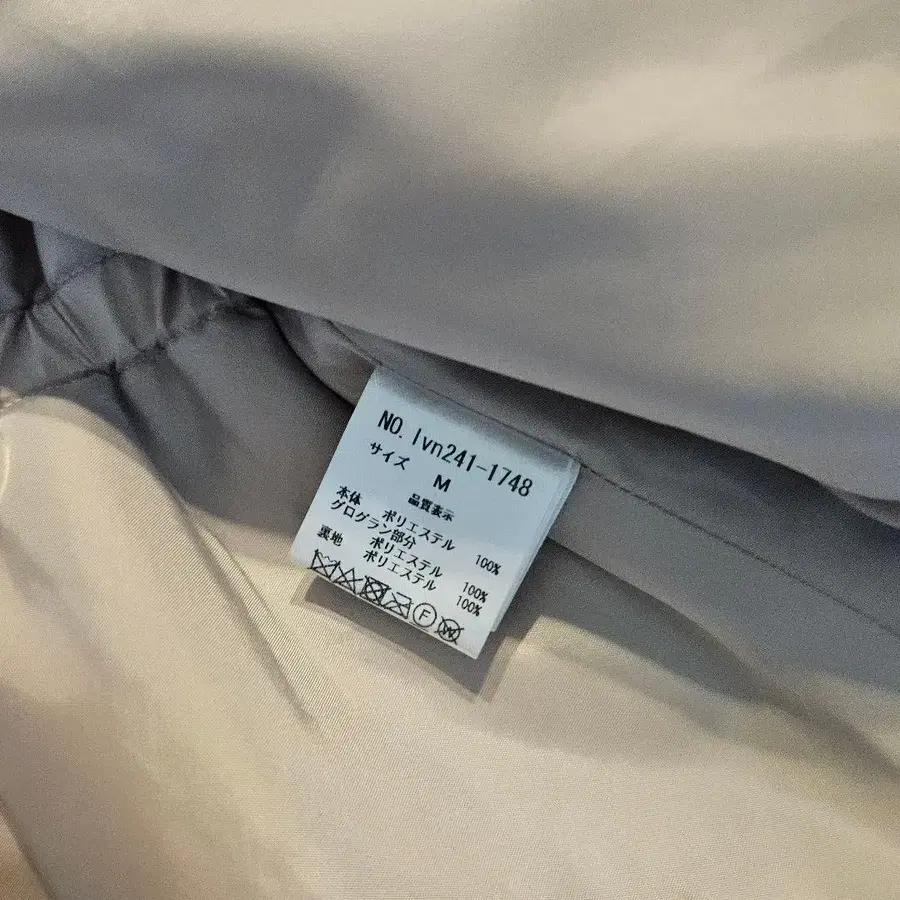 NO. lvn241-1748
サイズ
M
品質表示
本体 ポリエステル 100%
グログラン部分
ポリエステル 100%
裏地 ポリエステル 100%
F
W